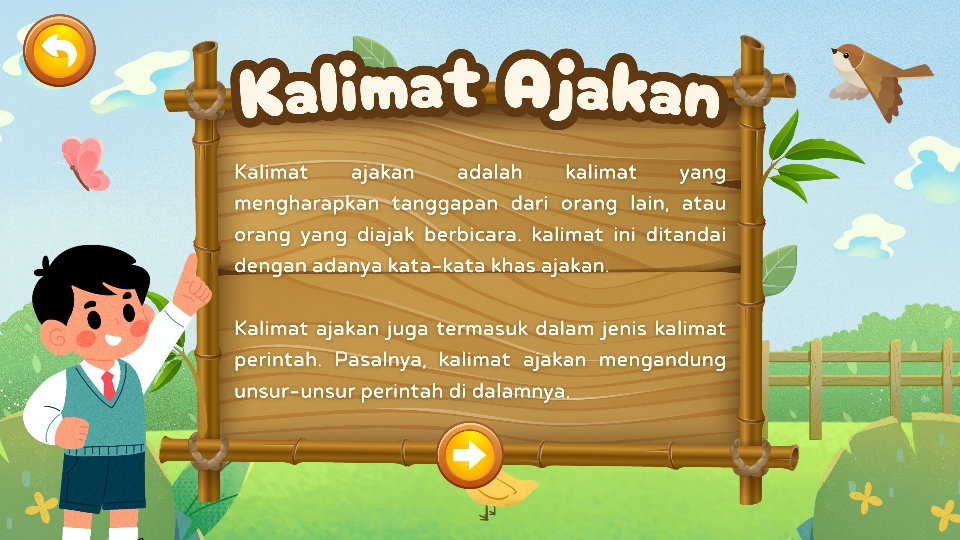 Kalimat Ajakan
Kalimat ajakan adalah kalimat yang
mengharapkan tanggapan dari orang lain, atau
orang yang diajak berbicara. kalimat ini ditandai
dengan adanya kata-kata khas ajakan.
Kalimat ajakan juga termasuk dalam jenis kalimat
perintah. Pasalnya, kalimat ajakan mengandung
unsur-unsur perintah di dalamnya.